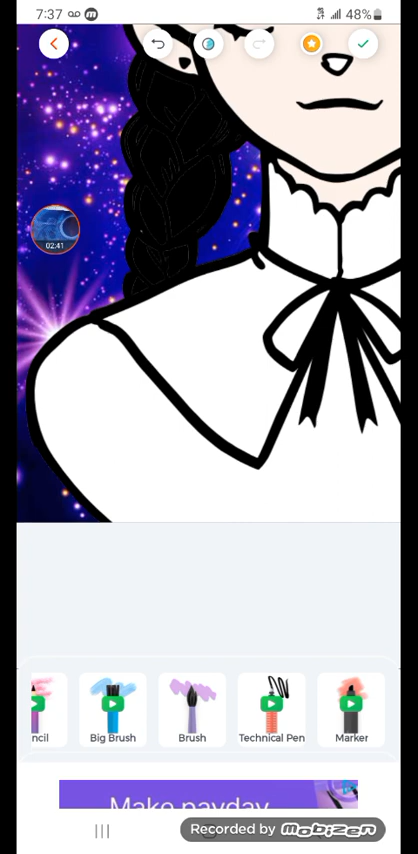 7:37
48%
02:41
ncil
Big Brush
Brush
Technical Pen
Marker
Make payday
Recorded by mobizen